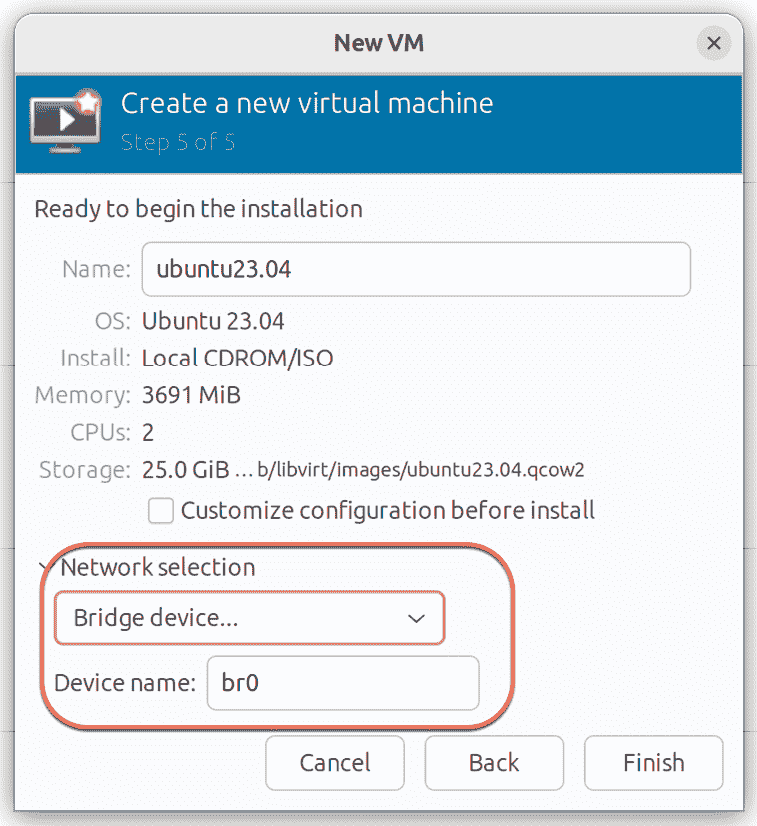 New VM
Create a new virtual machine
Step 5 of 5
Ready to begin the installation
Name: ubuntu23.04
OS: Ubuntu 23.04
Install: Local CDROM/ISO
Memory: 3691 MiB
CPUs: 2
Storage: 25.0 GiB ... b/libvirt/images/ubuntu23.04.qcow2
Customize configuration before install
Network selection
Bridge device...
Device name: br0
Cancel Back Finish